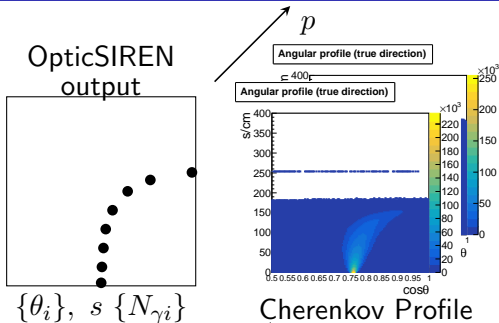 p
OpticSIREN
output
{θ_i}, s {N_γi}
Angular profile (true direction)
n 400
×10³
250
200
150
100
50
0
θ
1
Angular profile (true direction)
s/cm
400
350
300
250
200
150
100
50
0
0.5 0.55 0.6 0.65 0.7 0.75 0.8 0.85 0.9 0.95 1
cosθ
×10³
220
200
180
160
140
120
100
80
60
40
20
0
Cherenkov Profile